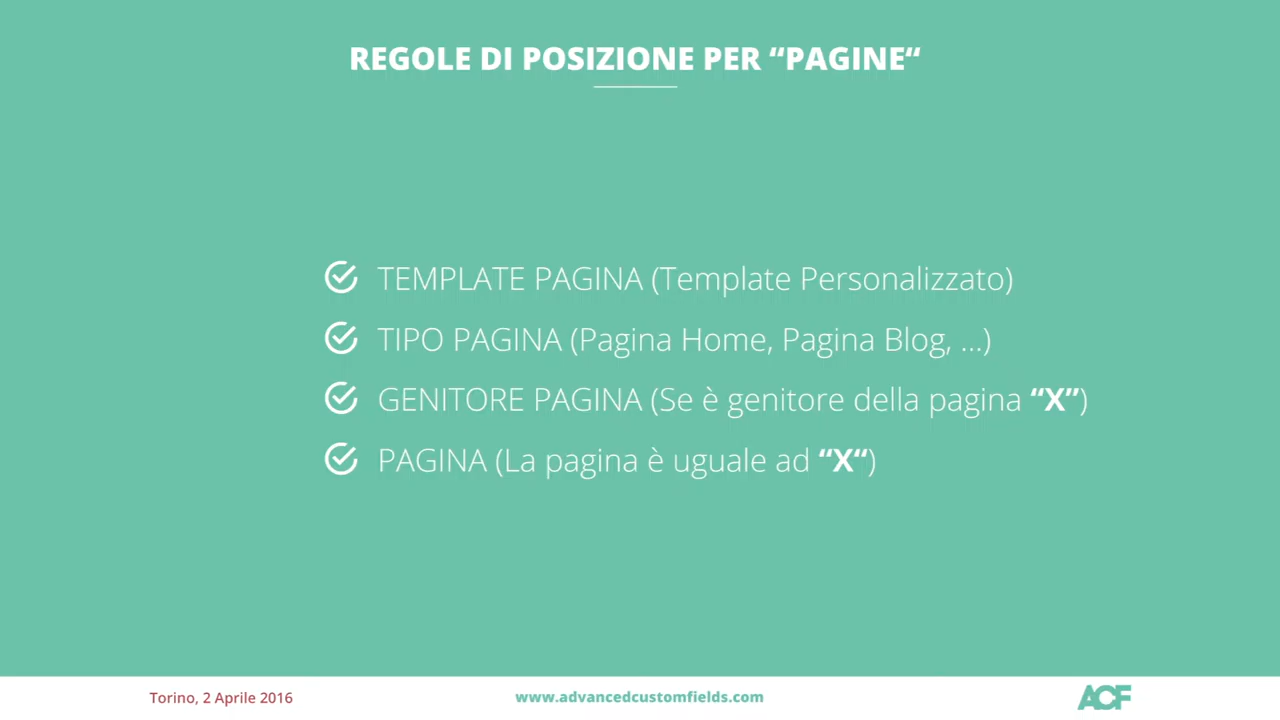 REGOLE DI POSIZIONE PER “PAGINE“
TEMPLATE PAGINA (Template Personalizzato)
TIPO PAGINA (Pagina Home, Pagina Blog, ...)
GENITORE PAGINA (Se è genitore della pagina “X”)
PAGINA (La pagina è uguale ad “X“)
Torino, 2 Aprile 2016
www.advancedcustomfields.com
ACF